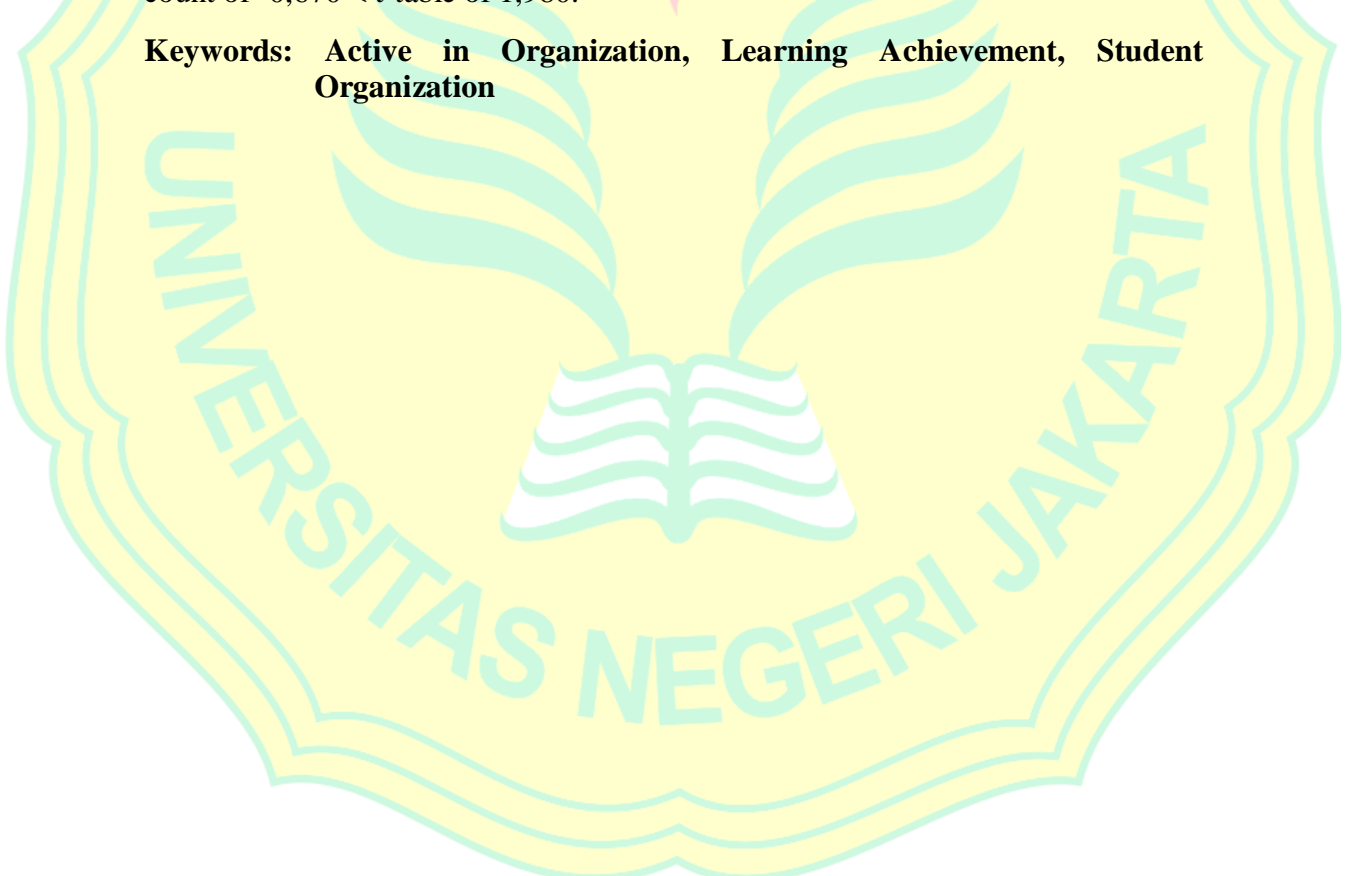 Keywords: Active in Organization, Learning Achievement, Student
Organization
UNIVERSITAS NEGERI JAKARTA